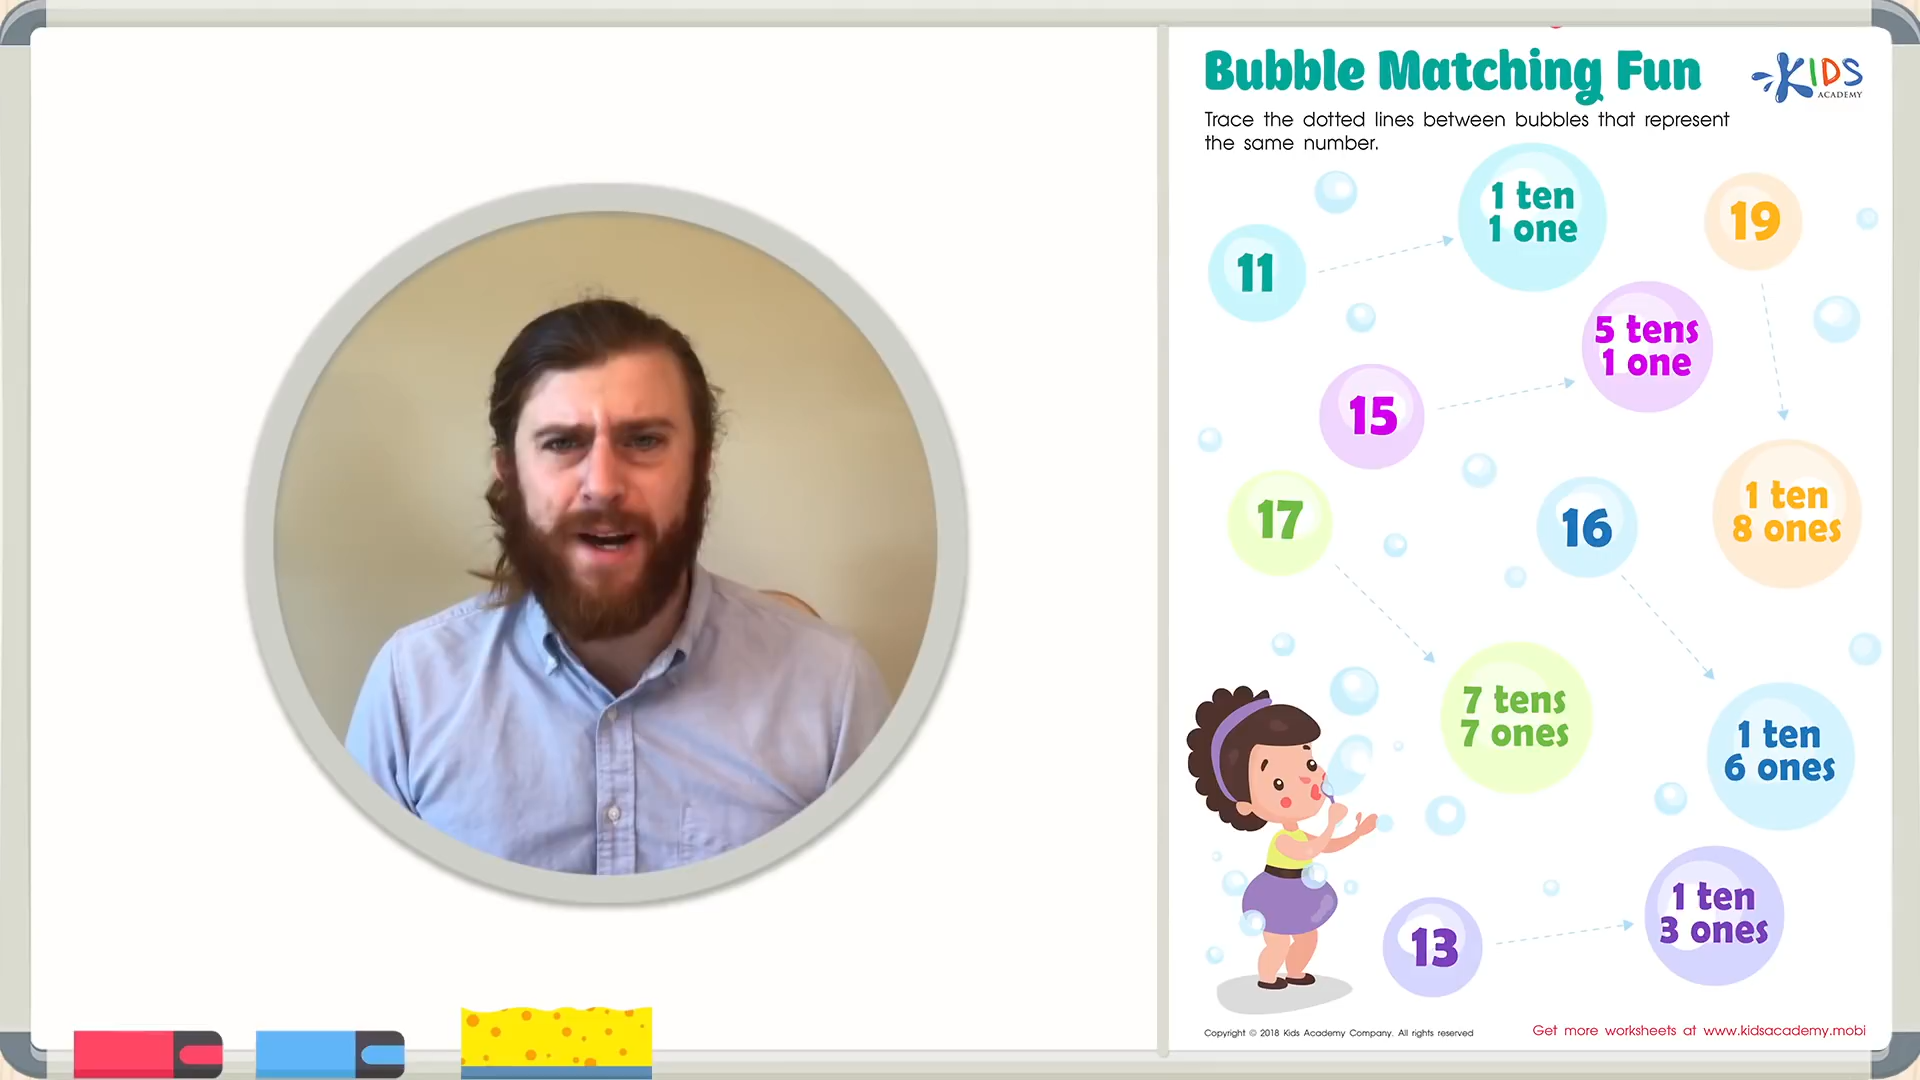 Bubble Matching Fun
KIDS
ACADEMY
Trace the dotted lines between bubbles that represent
the same number.
1 ten
1 one
19
11
5 tens
1 one
15
17
16
1 ten
8 ones
7 tens
7 ones
1 ten
6 ones
1 ten
3 ones
13
Copyright © 2018 Kids Academy Company. All rights reserved
Get more worksheets at www.kidsacademy.mobi